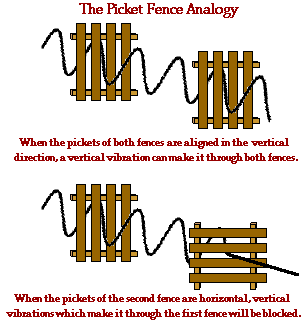 The Picket Fence Analogy
When the pickets of both fences are aligned in the vertical
direction, a vertical vibration can make it through both fences.
When the pickets of the second fence are horizontal, vertical
vibrations which make it through the first fence will be blocked.